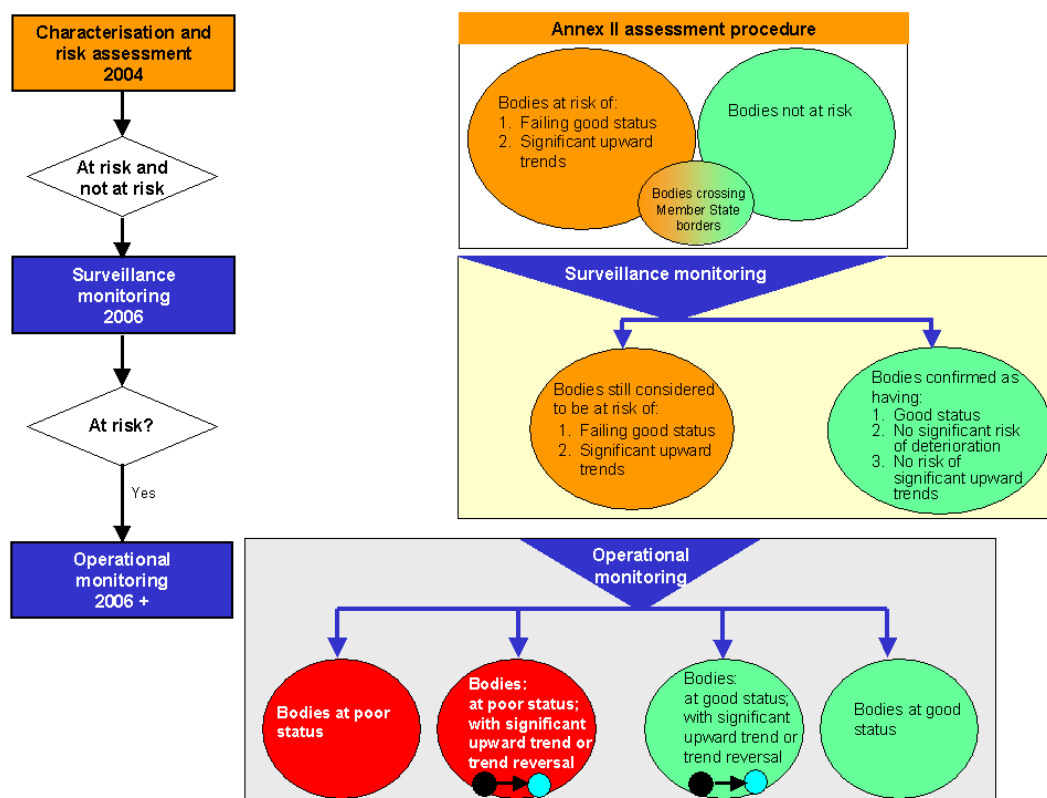 Characterisation and
risk assessment
2004
At risk and
not at risk
Surveillance
monitoring
2006
At risk?
Yes
Operational
monitoring
2006 +
Annex II assessment procedure
Bodies at risk of:
1. Failing good status
2. Significant upward
trends
Bodies not at risk
Bodies crossing
Member State
borders
Surveillance monitoring
Bodies still considered
to be at risk of:
1. Failing good status
2. Significant upward
trends
Bodies confirmed as
having:
1. Good status
2. No significant risk
of deterioration
3. No risk of
significant upward
trends
Operational
monitoring
Bodies at poor
status
Bodies:
at poor status;
with significant
upward trend or
trend reversal
Bodies:
at good status;
with significant
upward trend or
trend reversal
Bodies at good
status